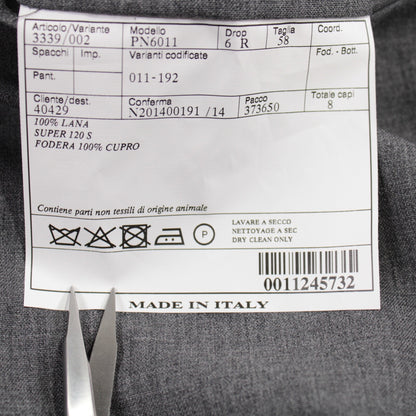 Articolo/Variante Modello Drop Taglia Coord.
3339/002 PN6011 6 R 58
Spacchi Imp. Varianti codificate Fod. - Bott.
Pant. 011-192
Cliente/dest. Conferma Pacco Totale capi
40429 N201400191 /14 373650 8
100% LANA
SUPER 120 S
FODERA 100% CUPRO
Contiene parti non tessili di origine animale
P
LAVARE A SECCO
NETTOYAGE A SEC
DRY CLEAN ONLY
0011245732
MADE IN ITALY